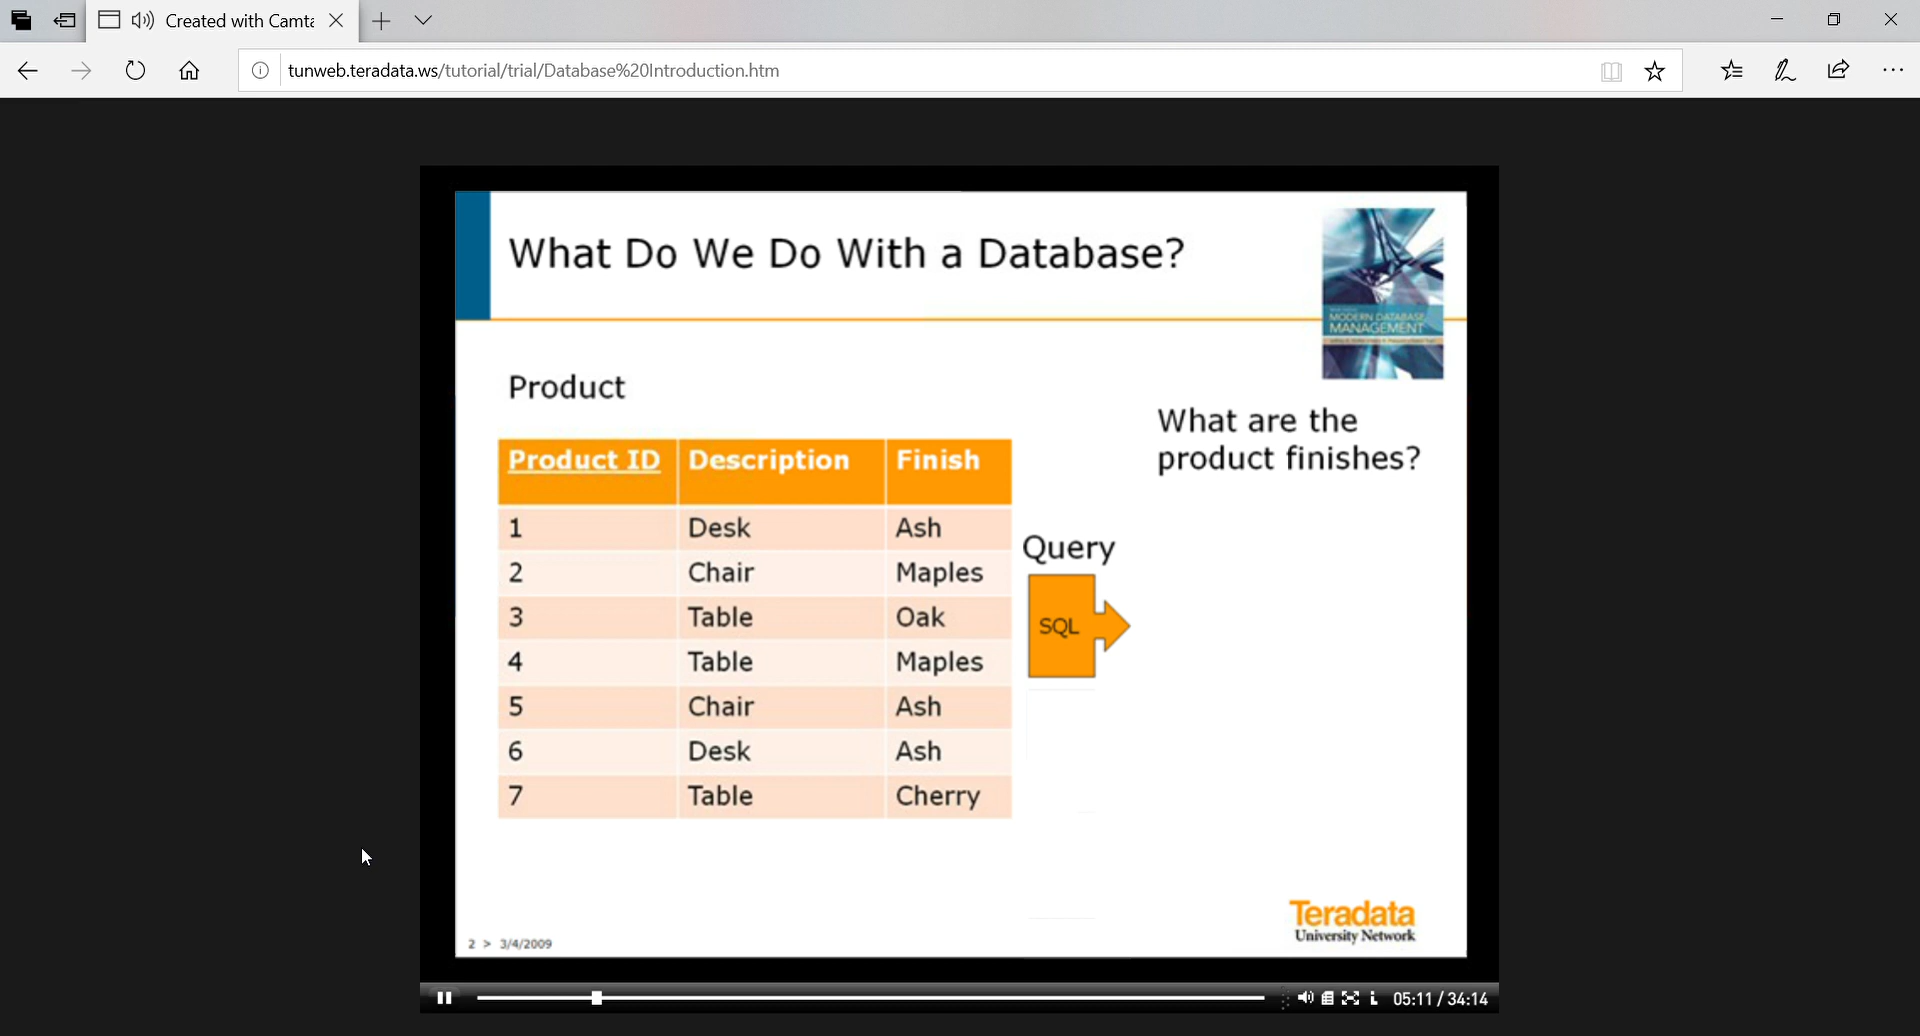 Created with Camta
tunweb.teradata.ws/tutorial/trial/Database%20Introduction.htm
What Do We Do With a Database?
MODERN DATABASE
MANAGEMENT
Product
What are the
product finishes?
Product ID Description Finish
1 Desk Ash
2 Chair Maples
3 Table Oak
4 Table Maples
5 Chair Ash
6 Desk Ash
7 Table Cherry
Query
SQL
Teradata
University Network
2 > 3/4/2009
05:11 / 34:14